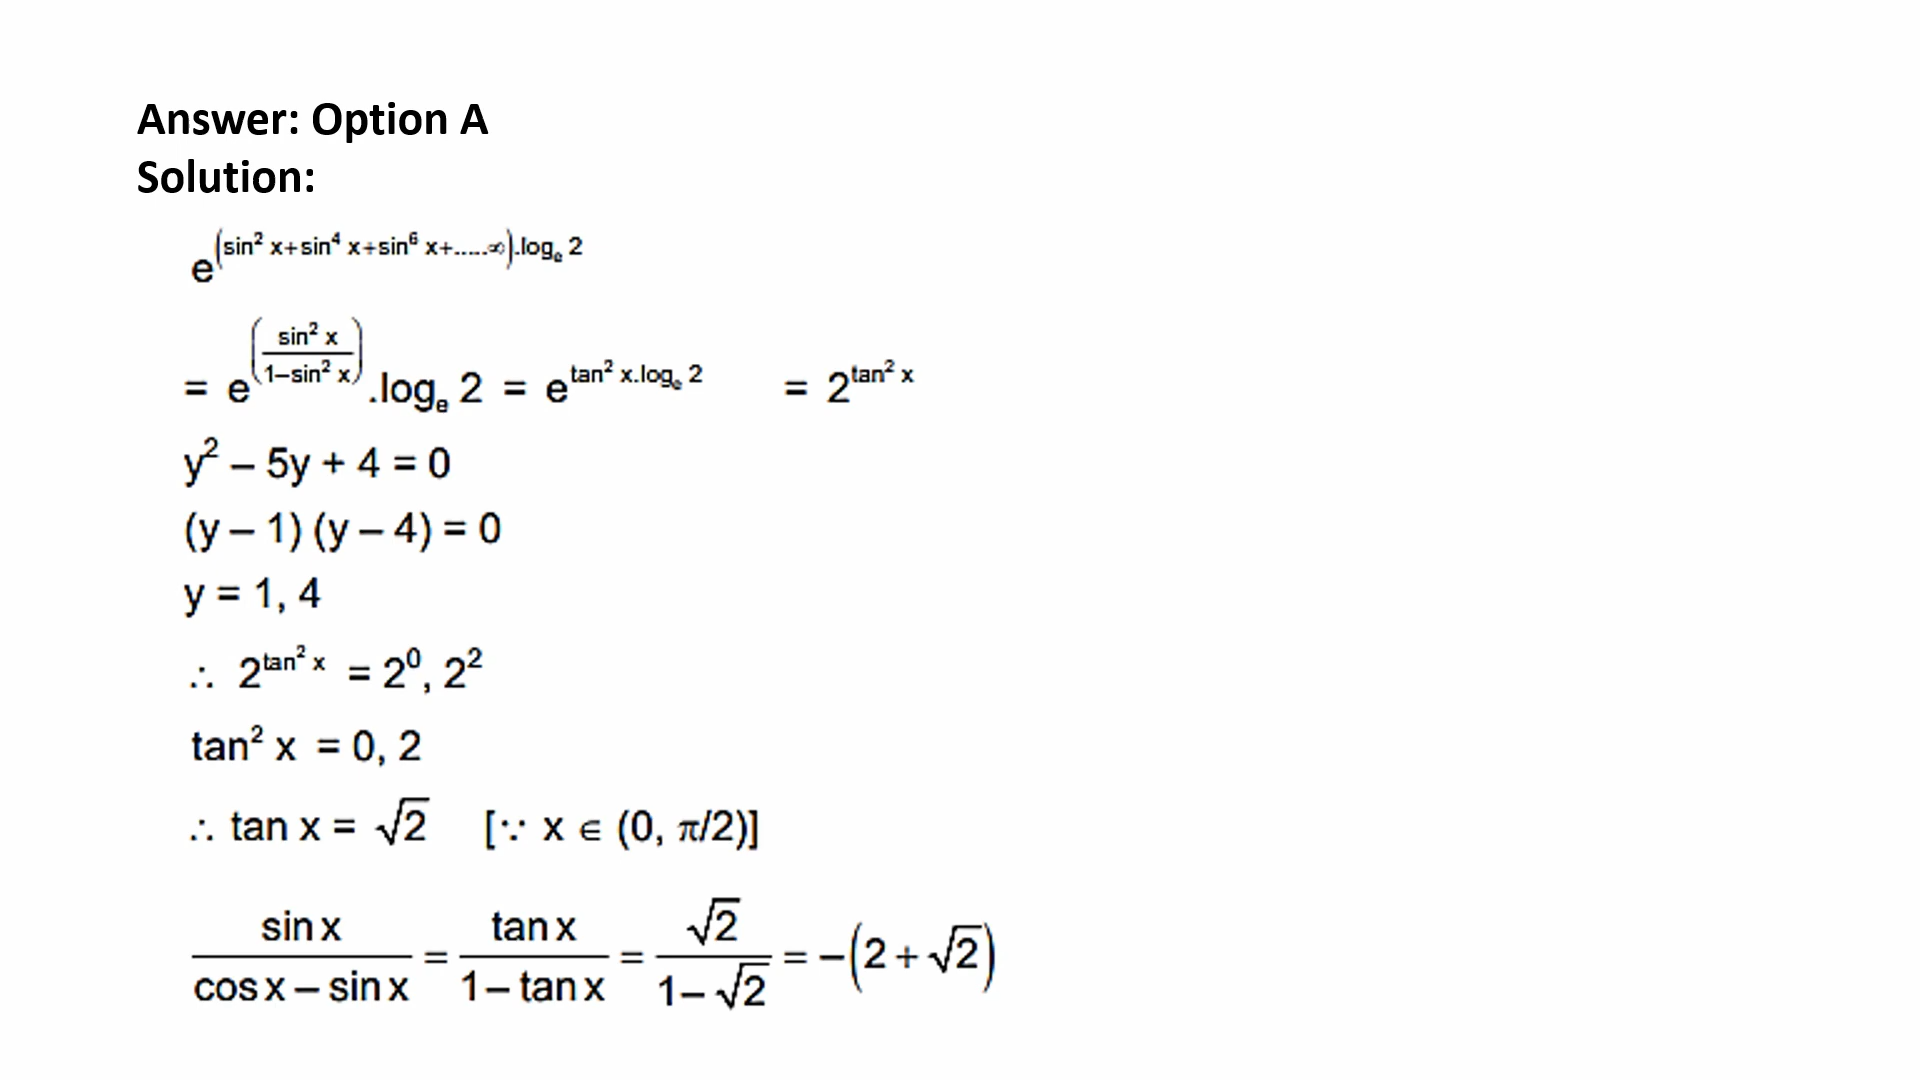 Answer: Option A
Solution:
e^(sin² x+sin⁴ x+sin⁶ x+.....∞).logₑ 2
= e^(sin² x/1–sin² x) .logₑ 2 = e^tan² x.logₑ 2 = 2^tan² x
y² – 5y + 4 = 0
(y – 1) (y – 4) = 0
y = 1, 4
∴ 2^tan² x = 2⁰, 2²
tan² x = 0, 2
∴ tan x = √2 [∵ x ∈ (0, π/2)]
sin x/cos x – sin x = tan x/1 – tan x = √2/1– √2 = –(2 + √2)